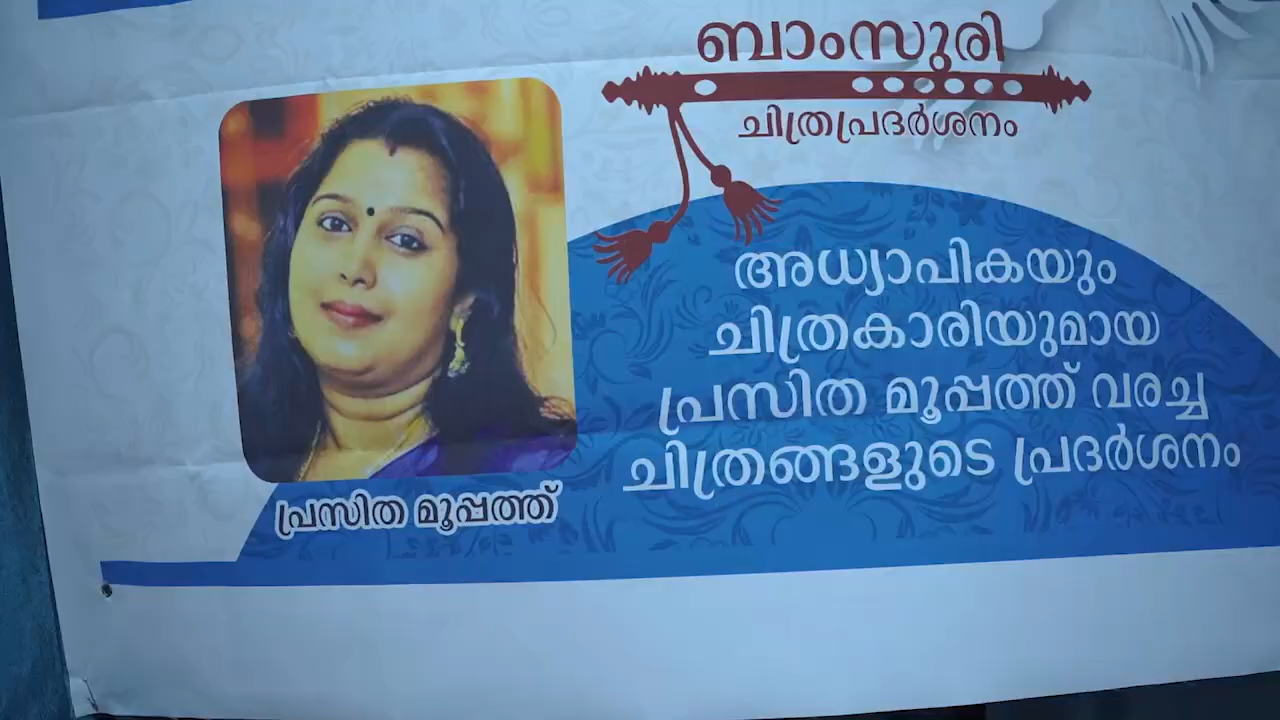 ബാംസുരി
ചിത്രപ്രദർശനം
അധ്യാപികയും
ചിത്രകാരിയുമായ
പ്രസിത മൂപ്പത്ത് വരച്ച
ചിത്രങ്ങളുടെ പ്രദർശനം
പ്രസിത മൂപ്പത്ത്